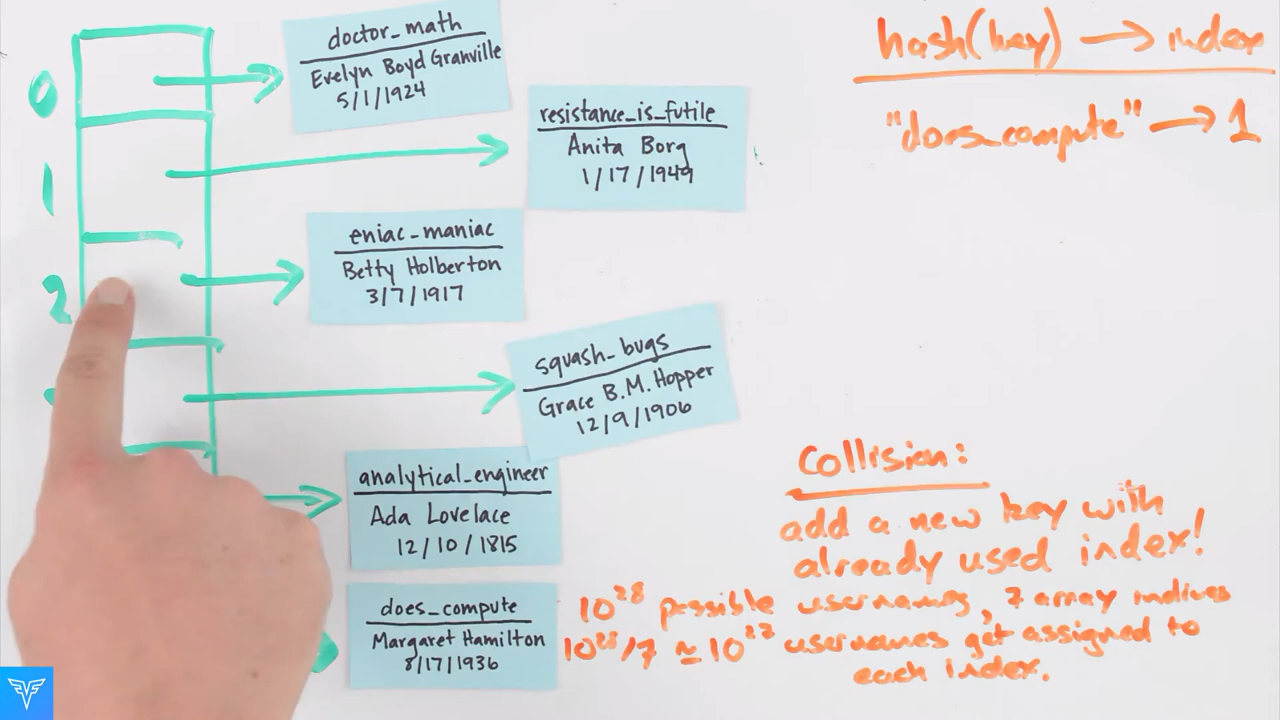 0
doctor_math
Evelyn Boyd Granville
5/1/1924
1
resistance_is_futile
Anita Borg
1/17/1949
2
eniac_maniac
Betty Holberton
3/7/1917
squash_bugs
Grace B.M. Hopper
12/9/1906
analytical_engineer
Ada Lovelace
12/10/1815
does_compute
Margaret Hamilton
8/17/1936
hash(key) → index
"does_compute" → 1
Collision:
add a new key with
already used index!
10²⁸ possible usernames, 7 array indices
10²⁸/7 ≃ 10²⁷ usernames get assigned to
each index.